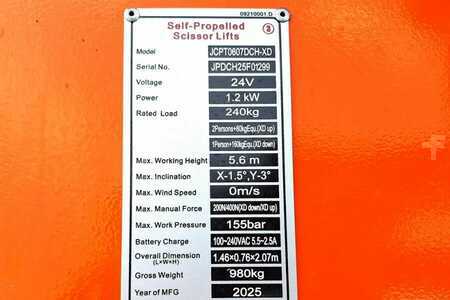 09210001.D
Self-Propelled
Scissor Lifts
Model JCPT0607DCH-XD
Serial No. JPDCH25F01299
Voltage 24V
Power 1.2 kW
Rated Load 240kg
2Persons+80kgEqu.(XD up)
1Person+160kgEqu.(XD down)
Max. Working Height 5.6 m
Max. Inclination X-1.5°,Y-3°
Max. Wind Speed 0m/s
Max. Manual Force 200N/400N(XD down/XD up)
Max. Work Pressure 155bar
Battery Charge 100~240VAC 5.5~2.5A
Overall Dimension (L×W×H) 1.46×0.76×2.07m
Gross Weight 980kg
Year of MFG 2025